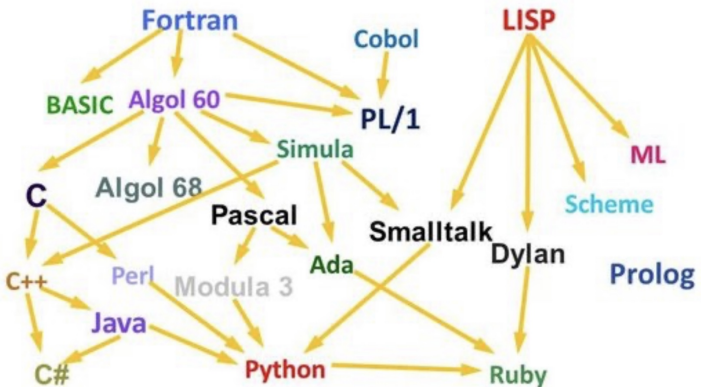 Fortran
Cobol
LISP
BASIC
Algol 60
PL/1
Simula
ML
C
Algol 68
Pascal
Smalltalk
Scheme
C++
Perl
Modula 3
Ada
Dylan
Prolog
Java
C#
Python
Ruby